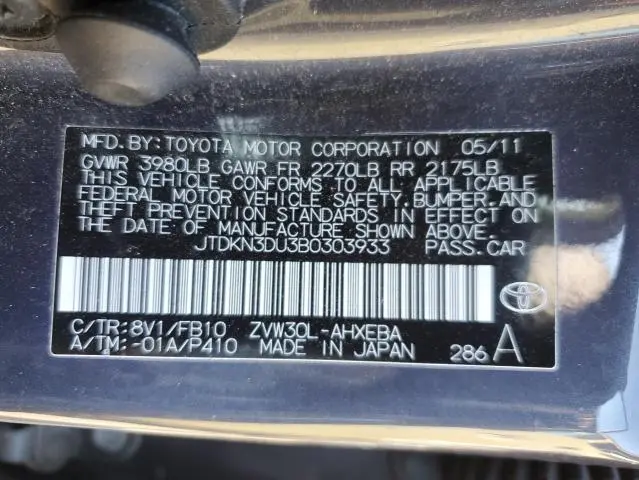 MFD. BY: TOYOTA MOTOR CORPORATION 05/11
GVWR 3980LB GAWR FR 2270LB RR 2175LB
THIS VEHICLE CONFORMS TO ALL APPLICABLE
FEDERAL MOTOR VEHICLE SAFETY, BUMPER, AND
THEFT PREVENTION STANDARDS IN EFFECT ON
THE DATE OF MANUFACTURE SHOWN ABOVE.
JTDKN3DU3B0303933 PASS. CAR
C/TR: 8V1/FB10 ZVW30L-AHXEBA
A/TM: -01A/P410 MADE IN JAPAN 286 A